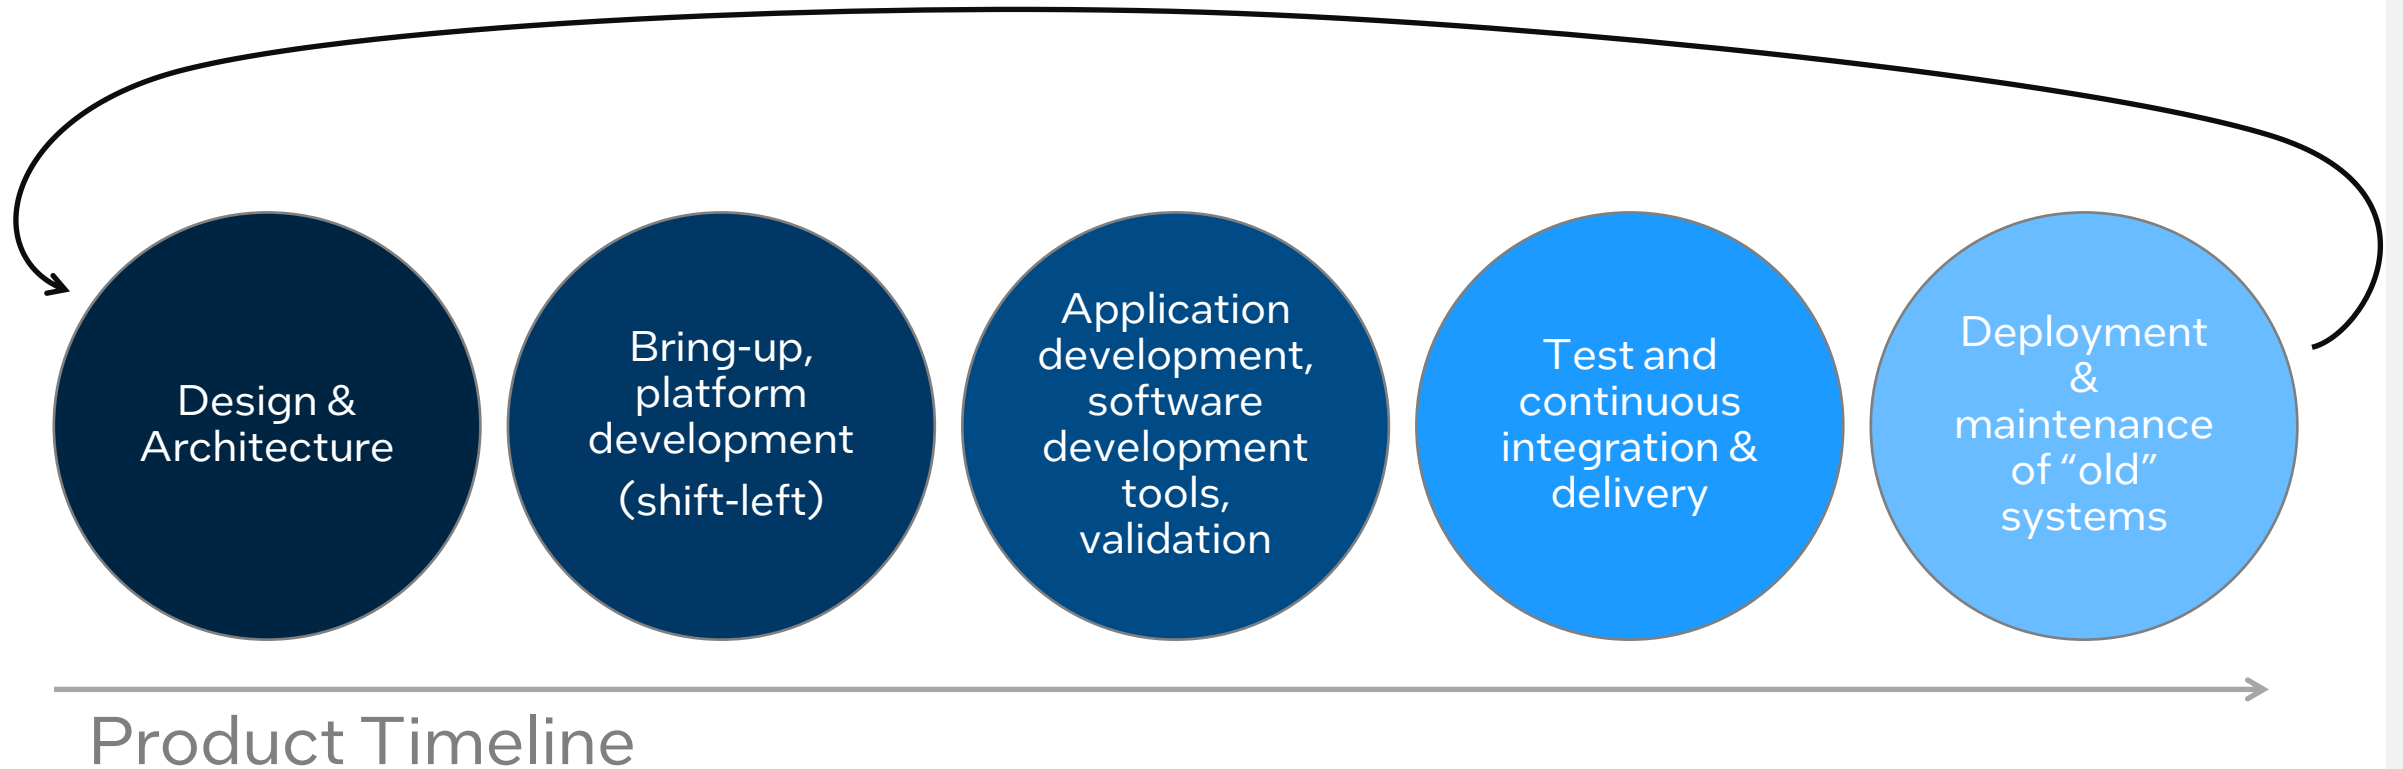 Design &
Architecture
Bring-up,
platform
development
(shift-left)
Application
development,
software
development
tools,
validation
Test and
continuous
integration &
delivery
Deployment
&
maintenance
of “old”
systems
Product Timeline